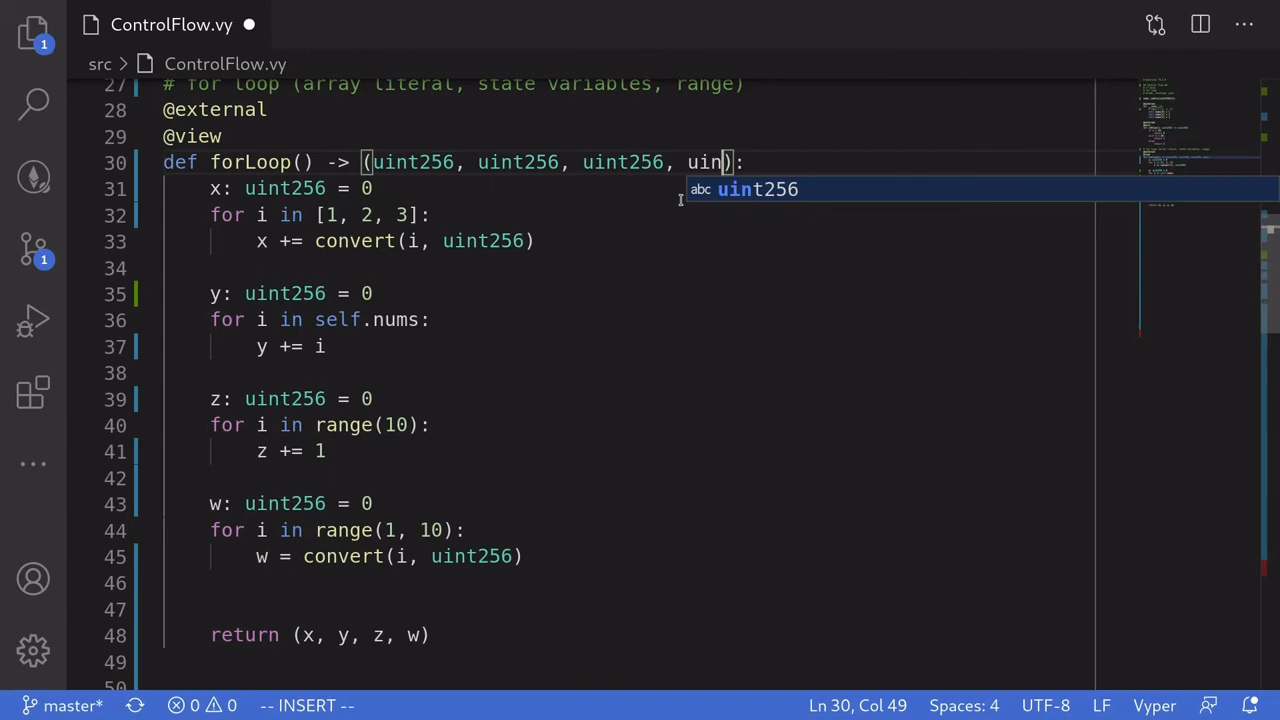 ControlFlow.vy
src > ControlFlow.vy
1
1
27 # for loop (array literal, state variables, range)
28 @external
29 @view
30 def forLoop() -> (uint256, uint256, uint256, uin):
abc uint256
31 x: uint256 = 0
32 for i in [1, 2, 3]:
33 x += convert(i, uint256)
34
35 y: uint256 = 0
36 for i in self.nums:
37 y += i
38
39 z: uint256 = 0
40 for i in range(10):
41 z += 1
42
43 w: uint256 = 0
44 for i in range(1, 10):
45 w = convert(i, uint256)
46
47
48 return (x, y, z, w)
49
50
master* 0 0 -- INSERT -- Ln 30, Col 49 Spaces: 4 UTF-8 LF Vyper